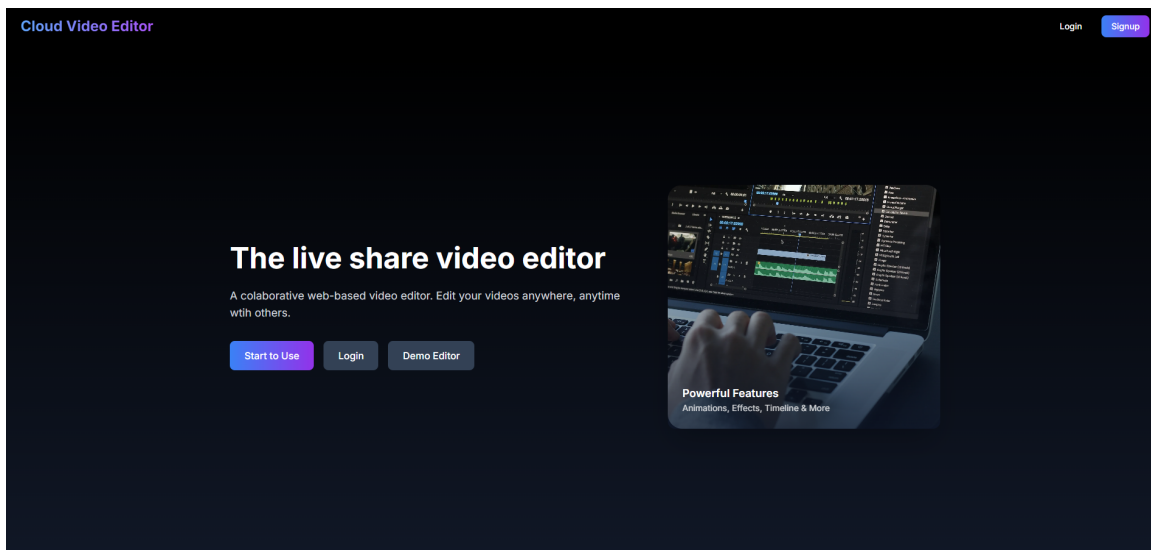 Cloud Video Editor
Login
Signup
The live share video editor
A colaborative web-based video editor. Edit your videos anywhere, anytime
wtih others.
Start to Use
Login
Demo Editor
Powerful Features
Animations, Effects, Timeline & More